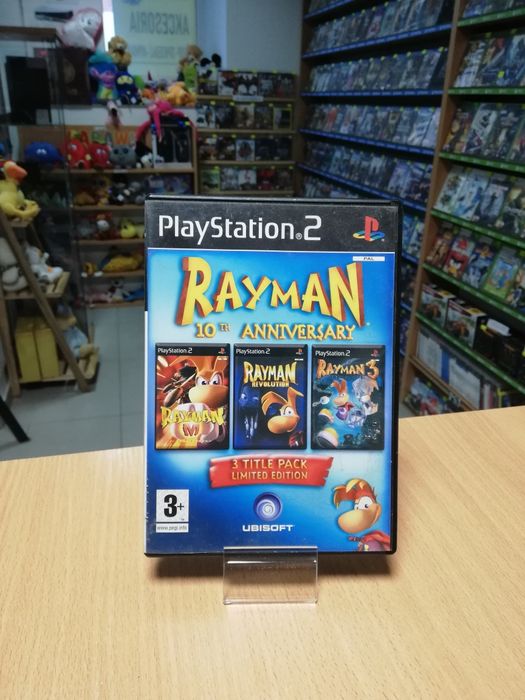 AKCESORIA
PlayStation®2
PAL
RAYMAN
10TH ANNIVERSARY
PlayStation®2
RAYMAN
M
PlayStation®2
RAYMAN
REVOLUTION
PlayStation®2
RAYMAN 3
3 TITLE PACK
LIMITED EDITION
3+
www.pegi.info
UBISOFT